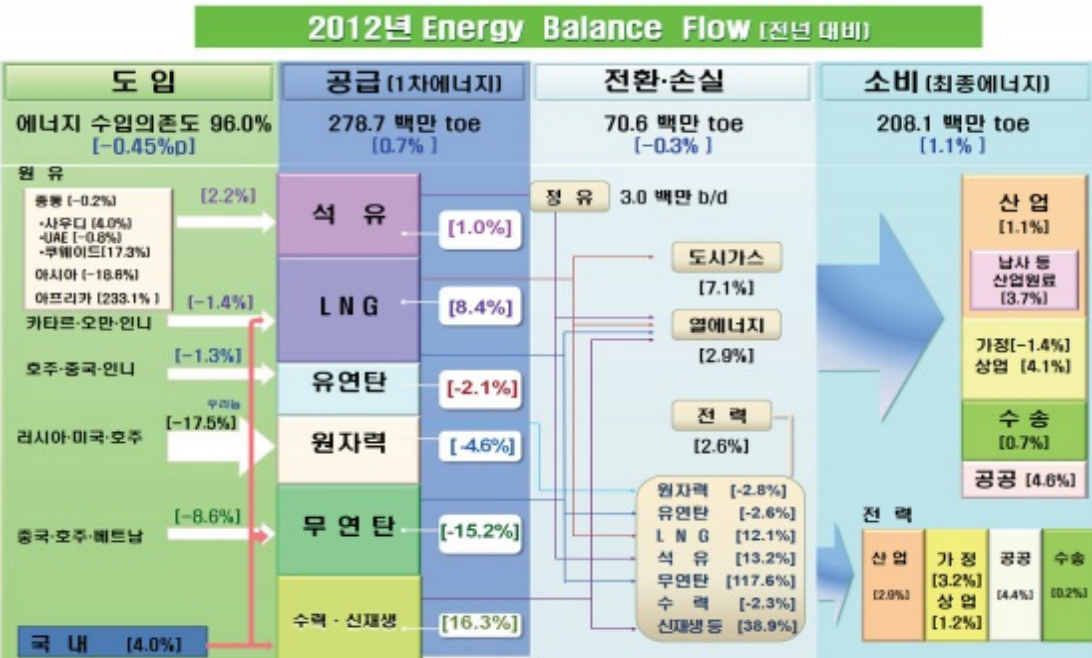 2012년 Energy Balance Flow [전년 대비]
도 입
에너지 수입의존도 96.0%
[-0.45%p]
원 유
중동 (-0.2%)
•사우디 (4.0%)
•UAE (-0.8%)
•쿠웨이드(17.3%)
아시아 (-18.6%)
아프리카 (233.1% )
[2.2%]
[-1.4%]
카타르·오만·인니
[-1.3%]
호주·중국·인니
우라늄
[-17.5%]
러시아·미국·호주
[-8.6%]
중국·호주·베트남
국 내 [4.0%]
공급 (1차에너지)
278.7 백만 toe
[0.7% ]
석 유
[1.0%]
L N G
[8.4%]
유연탄
[-2.1%]
원자력
[-4.6%]
무 연 탄
[-15.2%]
수력 · 신재생
[16.3%]
전환·손실
70.6 백만 toe
[-0.3% ]
정 유 3.0 백만 b/d
도시가스
[7.1%]
열에너지
[2.9%]
전 력
[2.6%]
원자력 [-2.8%]
유연탄 [-2.6%]
L N G [12.1%]
석 유 [13.2%]
무연탄 [117.6%]
수 력 [-2.3%]
신재생 등 [38.9%]
소비 (최종에너지)
208.1 백만 toe
[1.1% ]
산 업
[1.1%]
납사 등
산업원료
[3.7%]
가정[-1.4%]
상업 [4.1%]
수 송
[0.7%]
공공 [4.6%]
전 력
산 업
[2.9%]
가 정
[3.2%]
상 업
[1.2%]
공공
[4.4%]
수송
[0.2%]